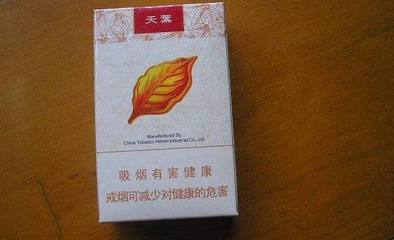 天葉
Manufactured By
China Tobacco Henan Industrial Co., Ltd
吸烟有害健康
戒烟可减少对健康的危害